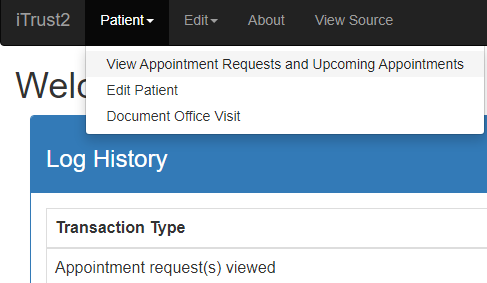 iTrust2 Patient Edit About View Source
View Appointment Requests and Upcoming Appointments
Edit Patient
Document Office Visit
Log History
Transaction Type
Appointment request(s) viewed